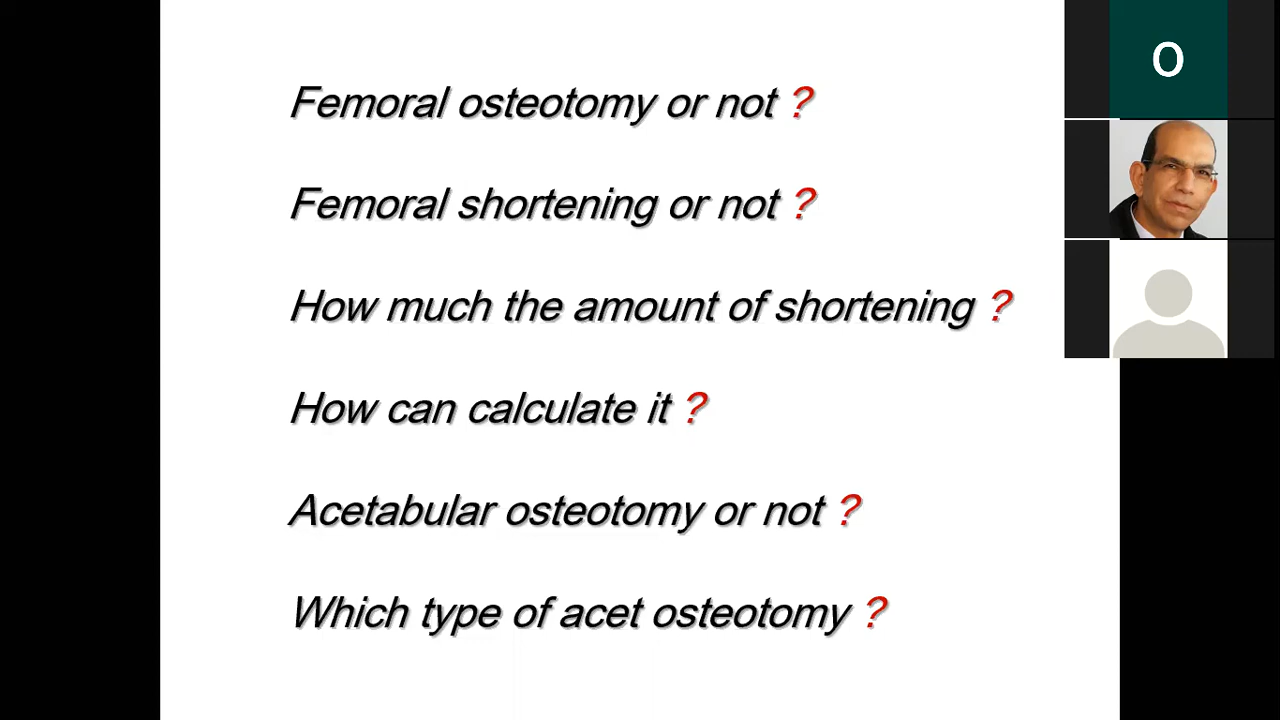 Femoral osteotomy or not ?
Femoral shortening or not ?
How much the amount of shortening ?
How can calculate it ?
Acetabular osteotomy or not ?
Which type of acet osteotomy ?
O